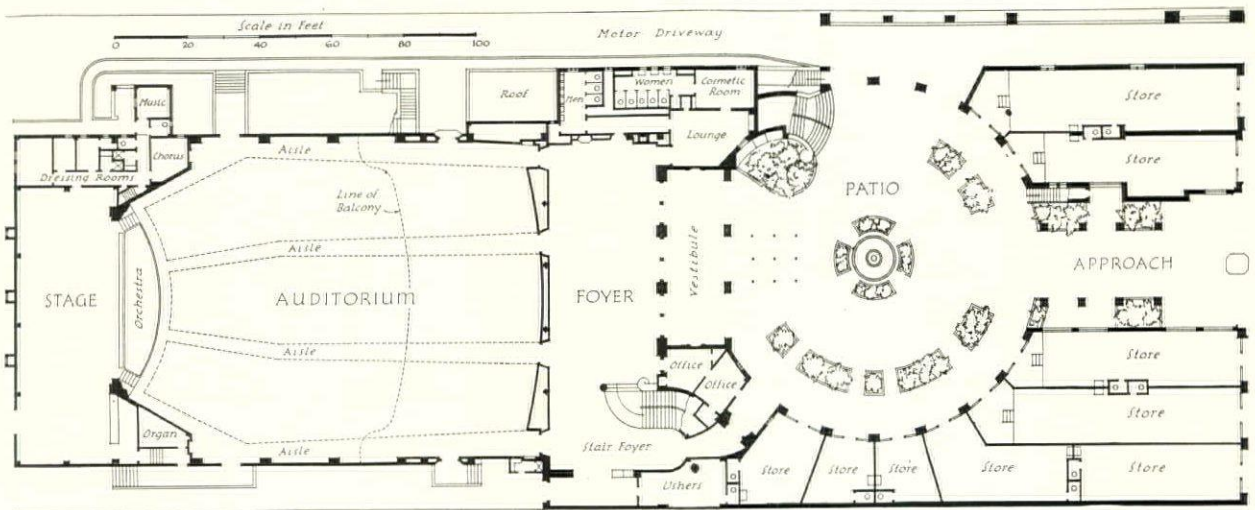 Scale in Feet
0 20 40 60 80 100
Motor Driveway
Music
Chorus
Dressing Rooms
Aisle
Line of
Balcony
Aisle
STAGE
Orchestra
AUDITORIUM
Aisle
Organ
Aisle
Roof
Men
Women
Cosmetic
Room
Lounge
FOYER
Vestibule
Office
Office
Stair Foyer
Ushers
PATIO
APPROACH
Store
Store
Store
Store
Store
Store
Store
Store
Store